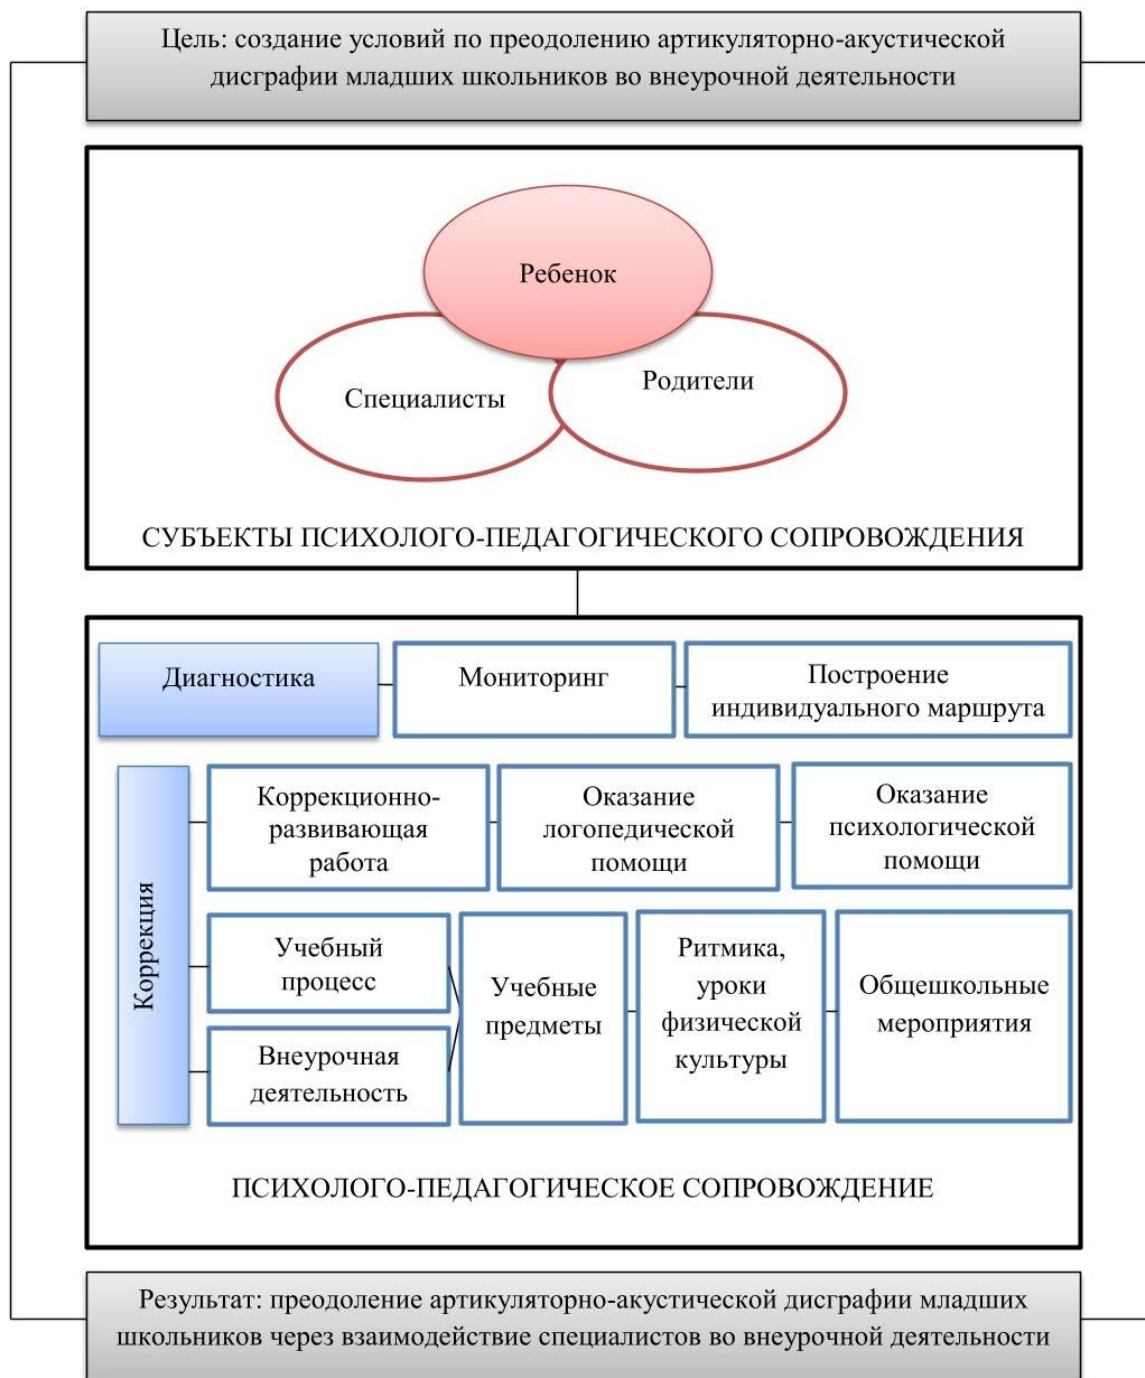 Цель: создание условий по преодолению артикуляторно-акустической
дисграфии младших школьников во внеурочной деятельности
Ребенок
Специалисты
Родители
СУБЪЕКТЫ ПСИХОЛОГО-ПЕДАГОГИЧЕСКОГО СОПРОВОЖДЕНИЯ
Диагностика
Мониторинг
Построение
индивидуального маршрута
Коррекция
Коррекционно-
развивающая
работа
Оказание
логопедической
помощи
Оказание
психологической
помощи
Учебный
процесс
Внеурочная
деятельность
Учебные
предметы
Ритмика,
уроки
физической
культуры
Общешкольные
мероприятия
ПСИХОЛОГО-ПЕДАГОГИЧЕСКОЕ СОПРОВОЖДЕНИЕ
Результат: преодоление артикуляторно-акустической дисграфии младших
школьников через взаимодействие специалистов во внеурочной деятельности